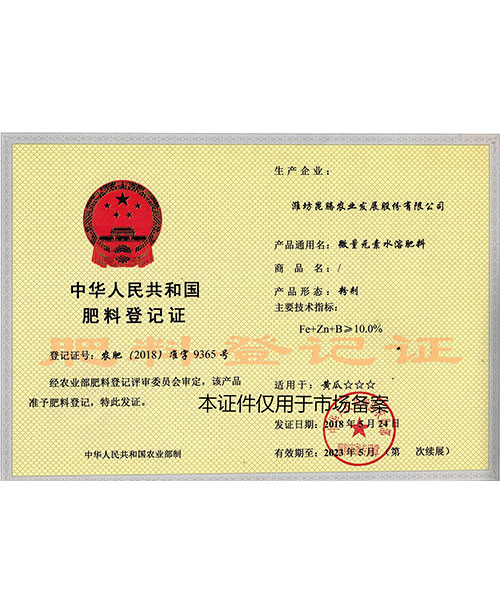 中华人民共和国
肥料登记证
肥料登记证
登记证号：农肥（2018）准字9365号
经农业部肥料登记评审委员会审定，该产品
准予肥料登记，特此发证。
中华人民共和国农业部制
生产企业：
潍坊昆腾农业发展股份有限公司
产品通用名：微量元素水溶肥料
商品名：/
产品形态：粉剂
主要技术指标：
Fe+Zn+B≥10.0%
适用于：黄瓜☆☆☆
本证件仅用于市场备案
发证日期：2018年5月24日
有效期至：2023年5月（第 次续展）